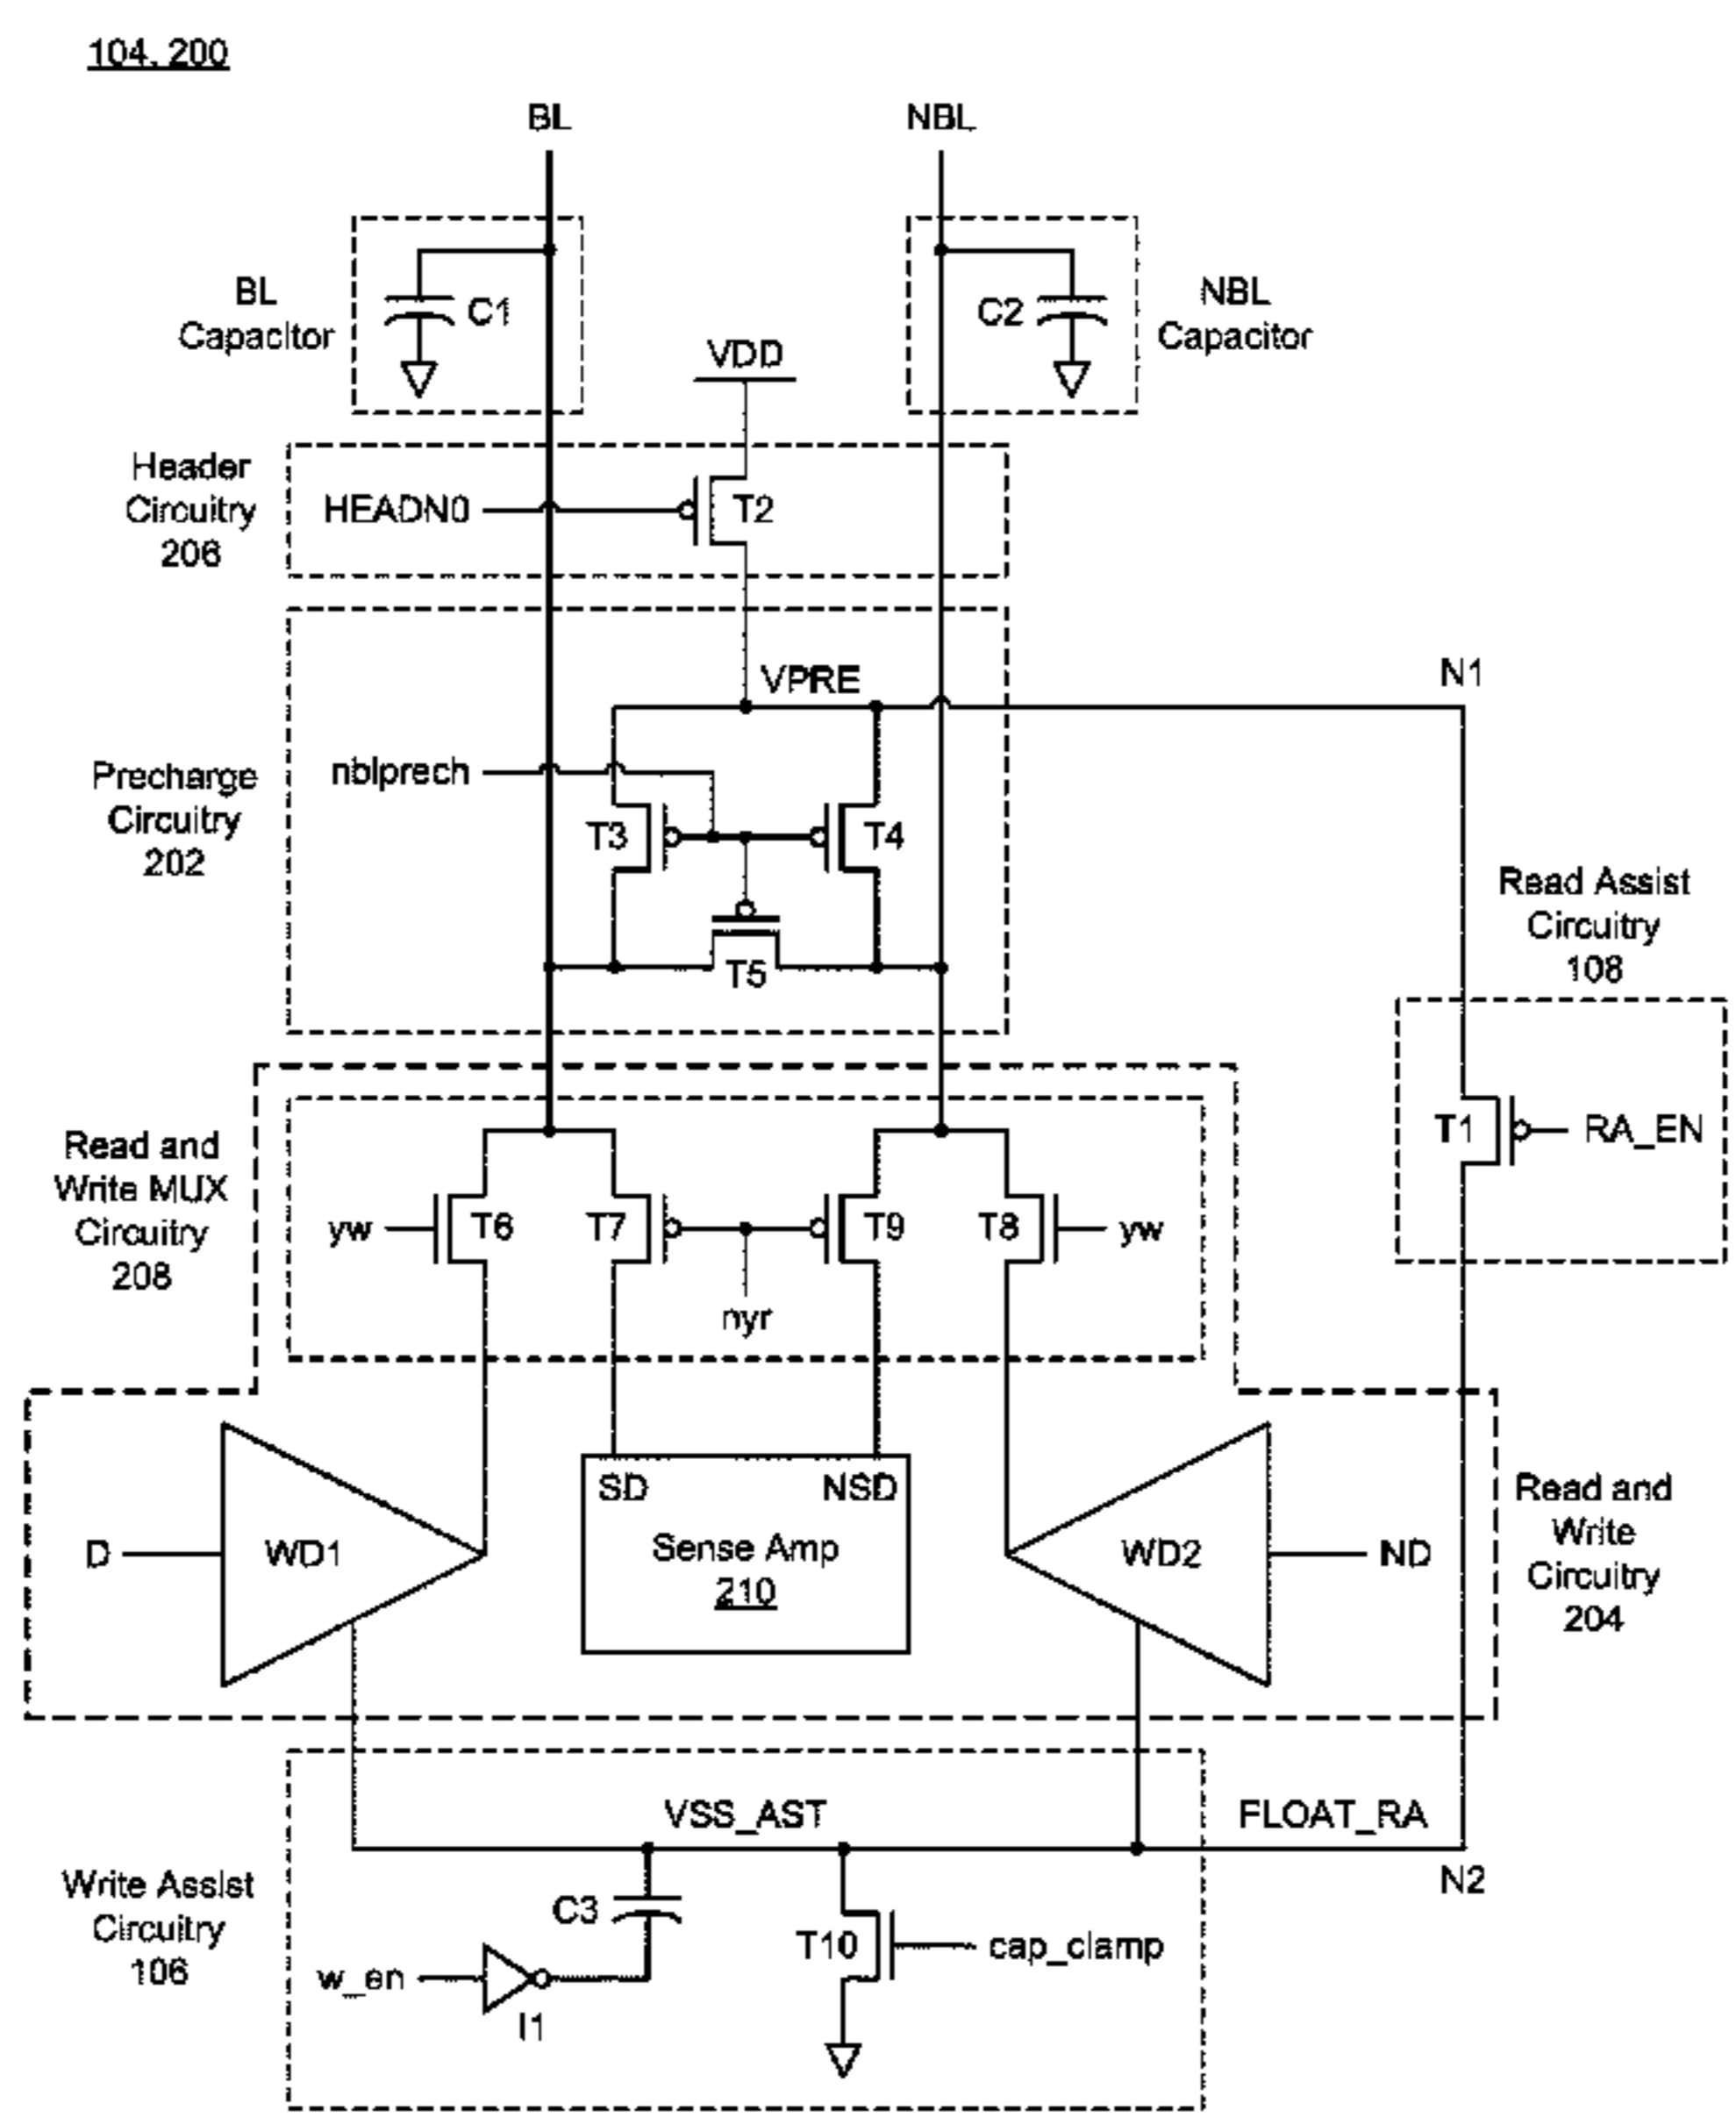 104, 200
BL
NBL
BL
Capacitor
C1
C2
NBL
Capacitor
VDD
Header
Circuitry
206
HEADN0
T2
VPRE
N1
Precharge
Circuitry
202
nblprech
T3
T4
T5
Read Assist
Circuitry
108
T1
RA_EN
Read and
Write MUX
Circuitry
208
yw
T6
T7
T9
T8
yw
nyr
D
WD1
SD
NSD
Sense Amp
210
WD2
ND
Read and
Write
Circuitry
204
VSS_AST
FLOAT_RA
N2
Write Assist
Circuitry
106
C3
w_en
I1
T10
cap_clamp